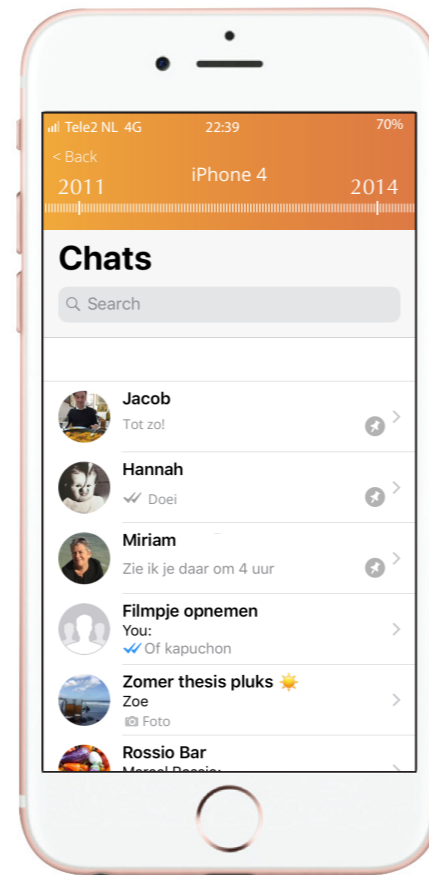 Tele2 NL 4G 22:39 70%
< Back
iPhone 4
2011 2014
Chats
Search
Jacob
Tot zo!
Hannah
Doei
Miriam
Zie ik je daar om 4 uur
Filmpje opnemen
You:
Of kapuchon
Zomer thesis pluks ☀️
Zoe
Foto
Rossio Bar